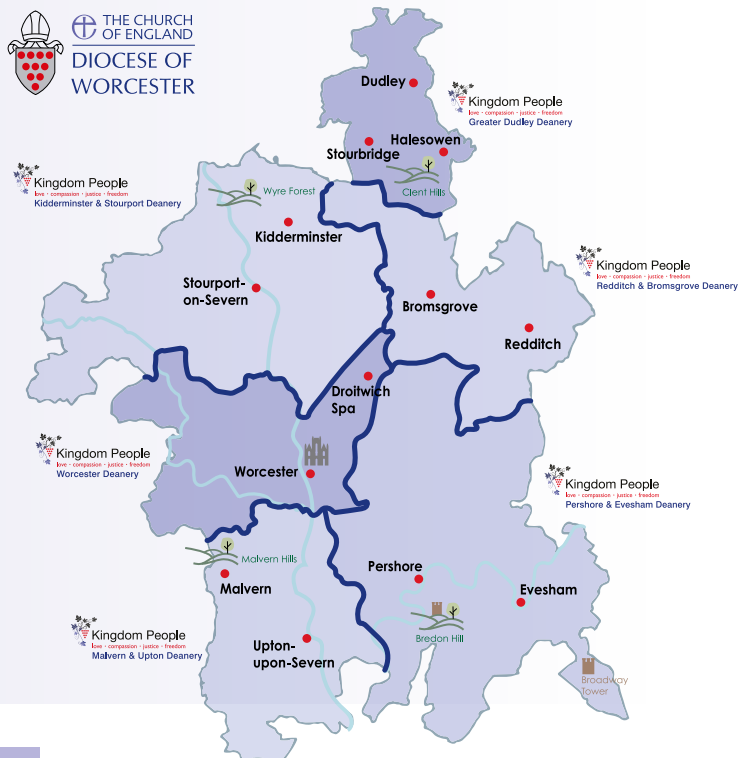 THE CHURCH
OF ENGLAND
DIOCESE OF
WORCESTER
Dudley
Kingdom People
love - compassion - justice - freedom
Greater Dudley Deanery
Halesowen
Stourbridge
Clent Hills
Kingdom People
love - compassion - justice - freedom
Kidderminster & Stourport Deanery
Wyre Forest
Kidderminster
Kingdom People
love - compassion - justice - freedom
Redditch & Bromsgrove Deanery
Stourport-
on-Severn
Bromsgrove
Redditch
Droitwich
Spa
Kingdom People
love - compassion - justice - freedom
Worcester Deanery
Worcester
Kingdom People
love - compassion - justice - freedom
Pershore & Evesham Deanery
Malvern Hills
Malvern
Pershore
Evesham
Bredon Hill
Kingdom People
love - compassion - justice - freedom
Malvern & Upton Deanery
Upton-
upon-Severn
Broadway
Tower